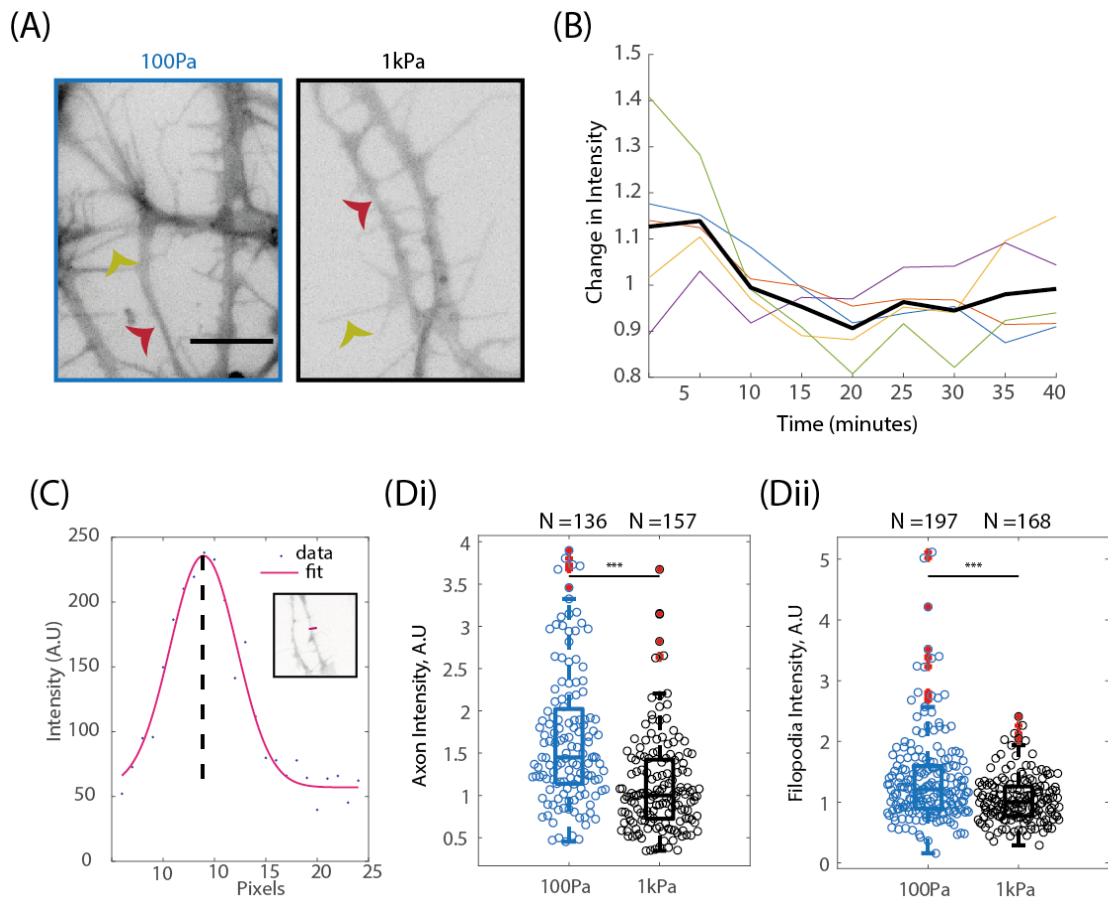 (A)
100Pa
1kPa
(B)
1.5
1.4
1.3
1.2
1.1
1
0.9
0.8
Change in Intensity
5 10 15 20 25 30 35 40
Time (minutes)
(C)
250
200
150
100
50
0
Intensity (A.U)
data
fit
10 10 15 20 24
Pixels
(Di)
N =136 N =157
4
3.5
3
2.5
2
1.5
1
0.5
Axon Intensity, A.U
***
100Pa 1kPa
(Dii)
N =197 N =168
5
4
3
2
1
0
Filopodia Intensity, A.U
***
100Pa 1kPa